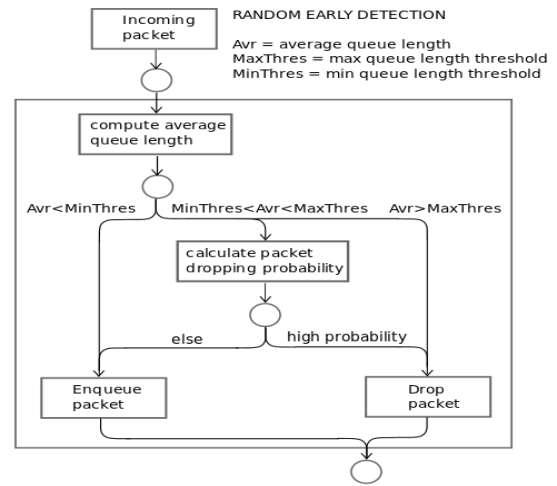 Incoming
packet
RANDOM EARLY DETECTION
Avr = average queue length
MaxThres = max queue length threshold
MinThres = min queue length threshold
compute average
queue length
Avr<MinThres
MinThres<Avr<MaxThres
Avr>MaxThres
calculate packet
dropping probability
else
high probability
Enqueue
packet
Drop
packet